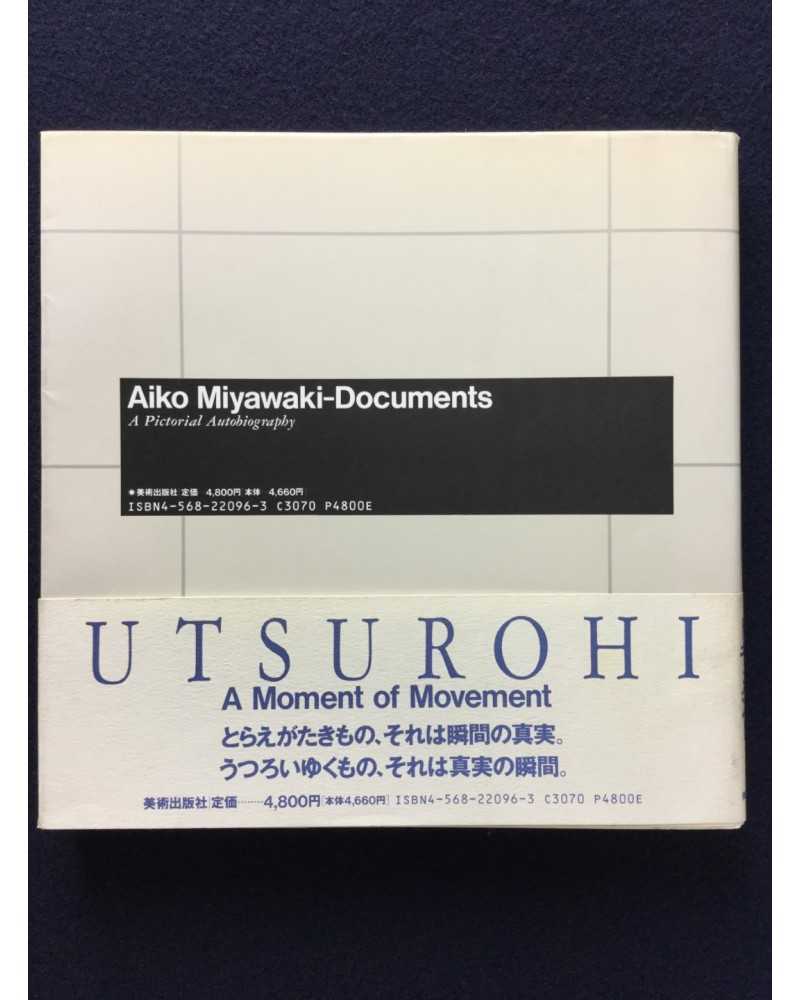 Aiko Miyawaki-Documents
A Pictorial Autobiography
●美術出版社 定価 4,800円 本体 4,660円
ISBN4-568-22096-3 C3070 P4800E
UTSUROHI
A Moment of Movement
とらえがたきもの、それは瞬間の真実。
うつろいゆくもの、それは真実の瞬間。
美術出版社|定価………4,800円[本体4,660円] ISBN4-568-22096-3 C3070 P4800E